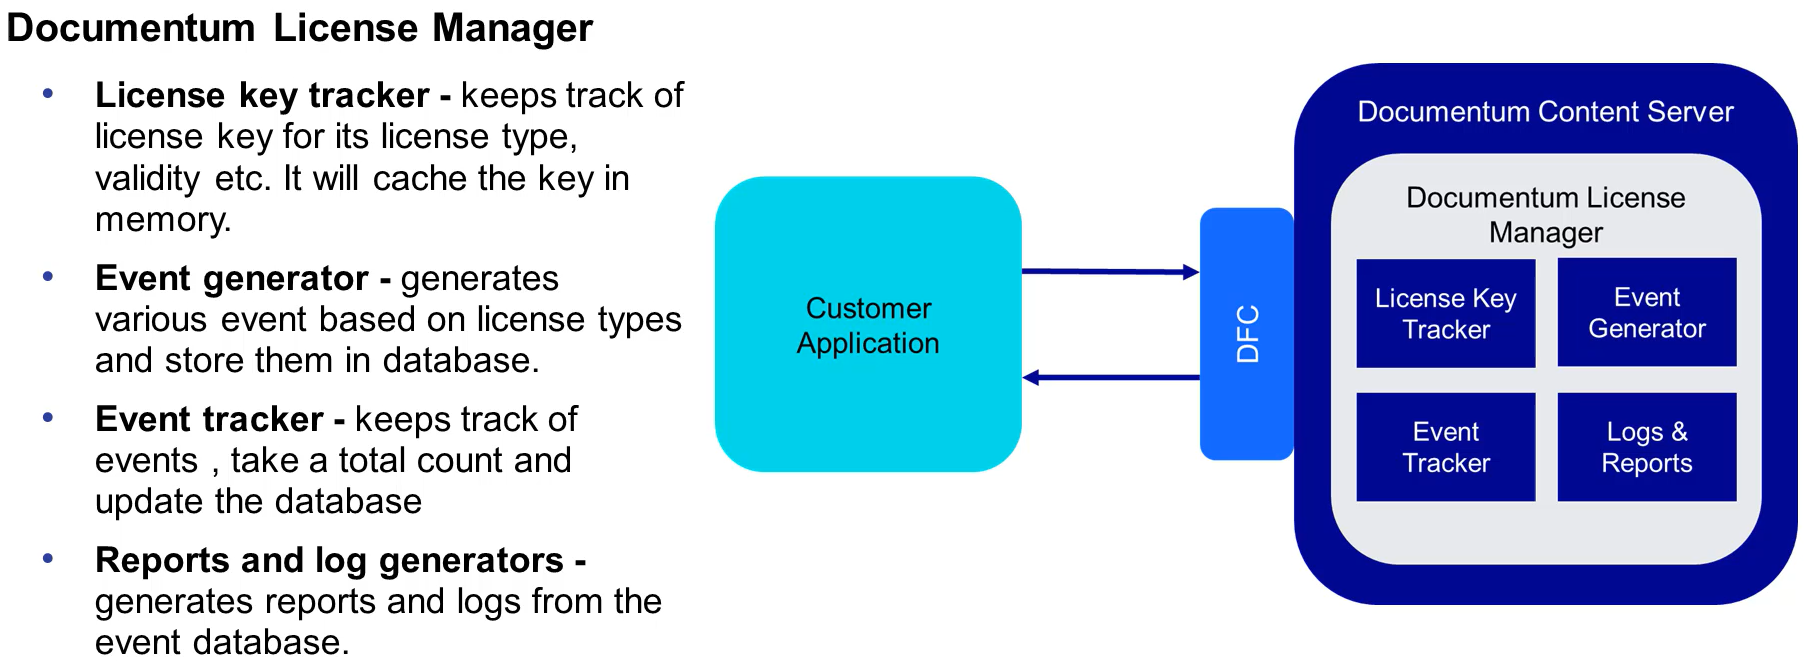 Documentum License Manager
• License key tracker - keeps track of
license key for its license type,
validity etc. It will cache the key in
memory.
• Event generator - generates
various event based on license types
and store them in database.
• Event tracker - keeps track of
events , take a total count and
update the database
• Reports and log generators -
generates reports and logs from the
event database.
Customer
Application
DFC
Documentum Content Server
Documentum License
Manager
License Key
Tracker
Event
Generator
Event
Tracker
Logs &
Reports